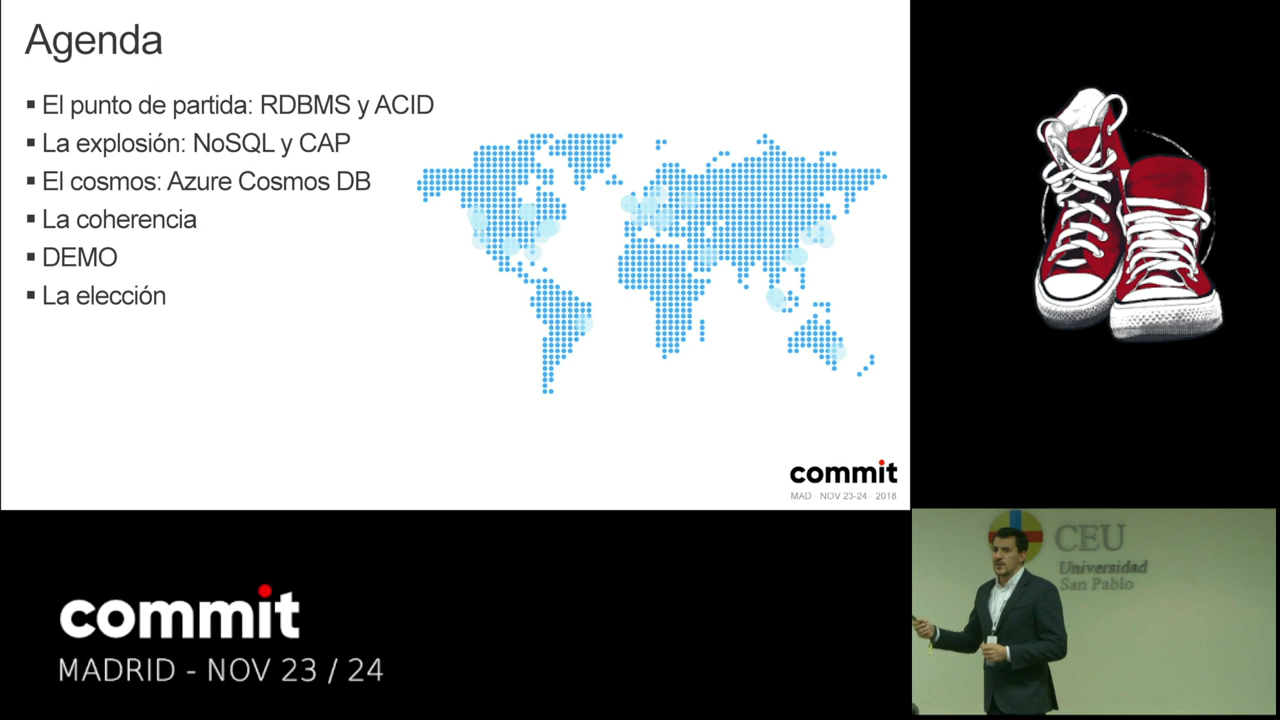 Agenda
▪ El punto de partida: RDBMS y ACID
▪ La explosión: NoSQL y CAP
▪ El cosmos: Azure Cosmos DB
▪ La coherencia
▪ DEMO
▪ La elección
commit
MAD · NOV 23-24 · 2018
commit
MADRID - NOV 23 / 24
CEU
Universidad
San Pablo